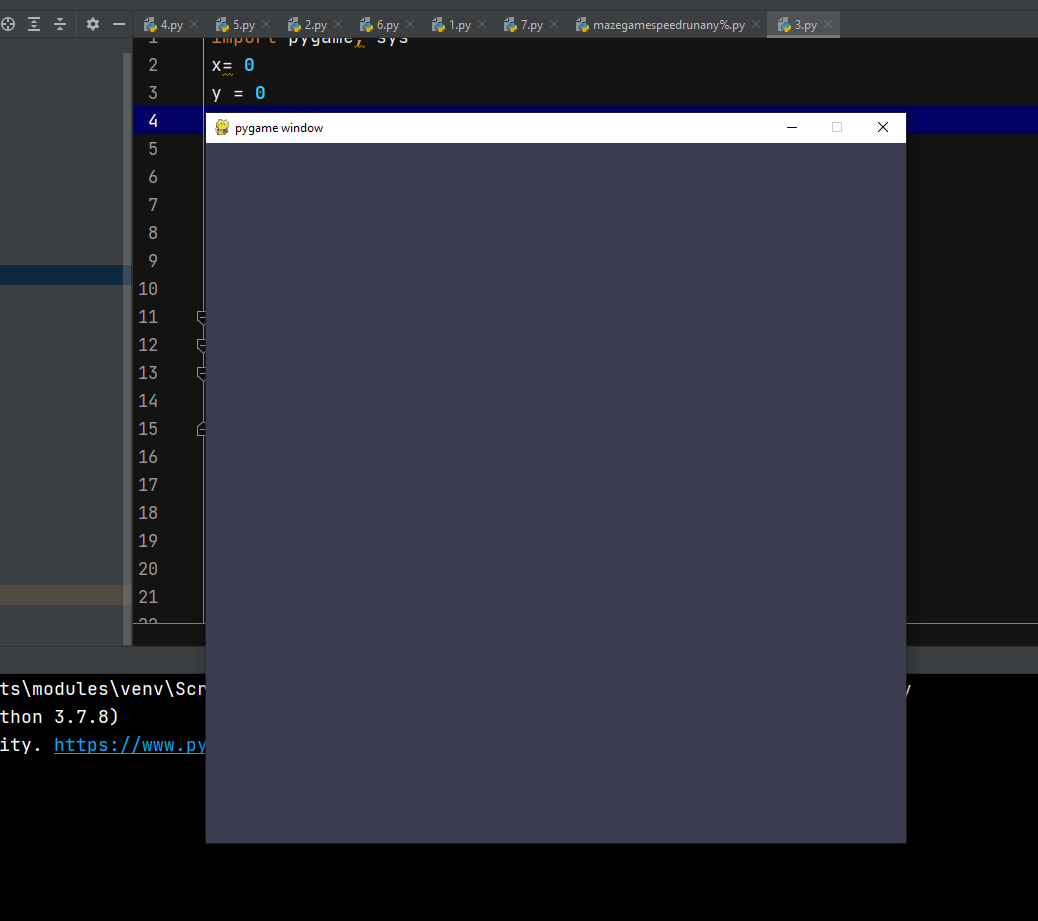 4.py 5.py 2.py 6.py 1.py 7.py mazegamespeedrunany%.py 3.py
1 import pygame, sys
2 x= 0
3 y = 0
4
pygame window
5
6
7
8
9
10
11
12
13
14
15
16
17
18
19
20
21
22
ts\modules\venv\Scr y
thon 3.7.8)
ity. https://www.py